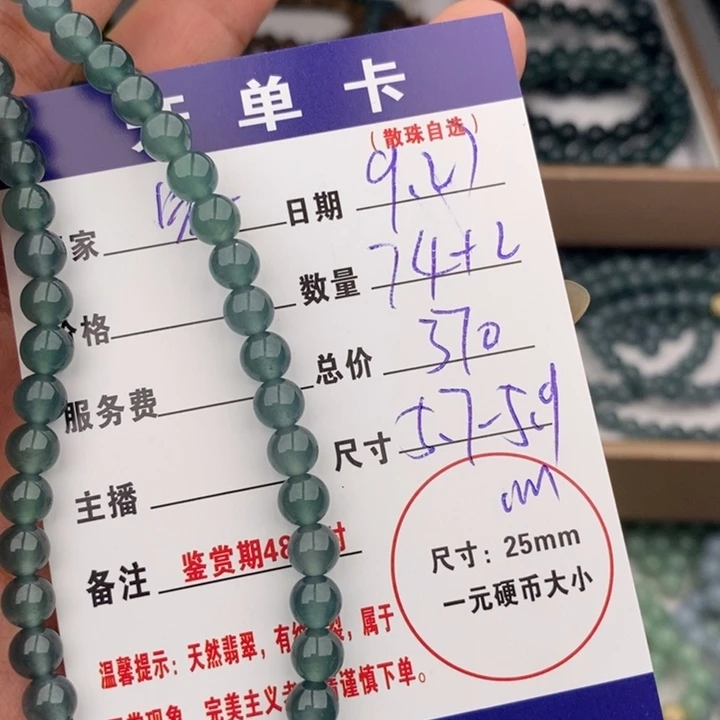 单卡
(散珠自选)
家 日期 9.27
格 数量 74+2
服务费 总价 370
主播 尺寸 5.7-5.9
mm
备注 鉴赏期48
尺寸：25mm
一元硬币大小
温馨提示：天然翡翠，有 裂，属于
完美主义 谨慎下单。